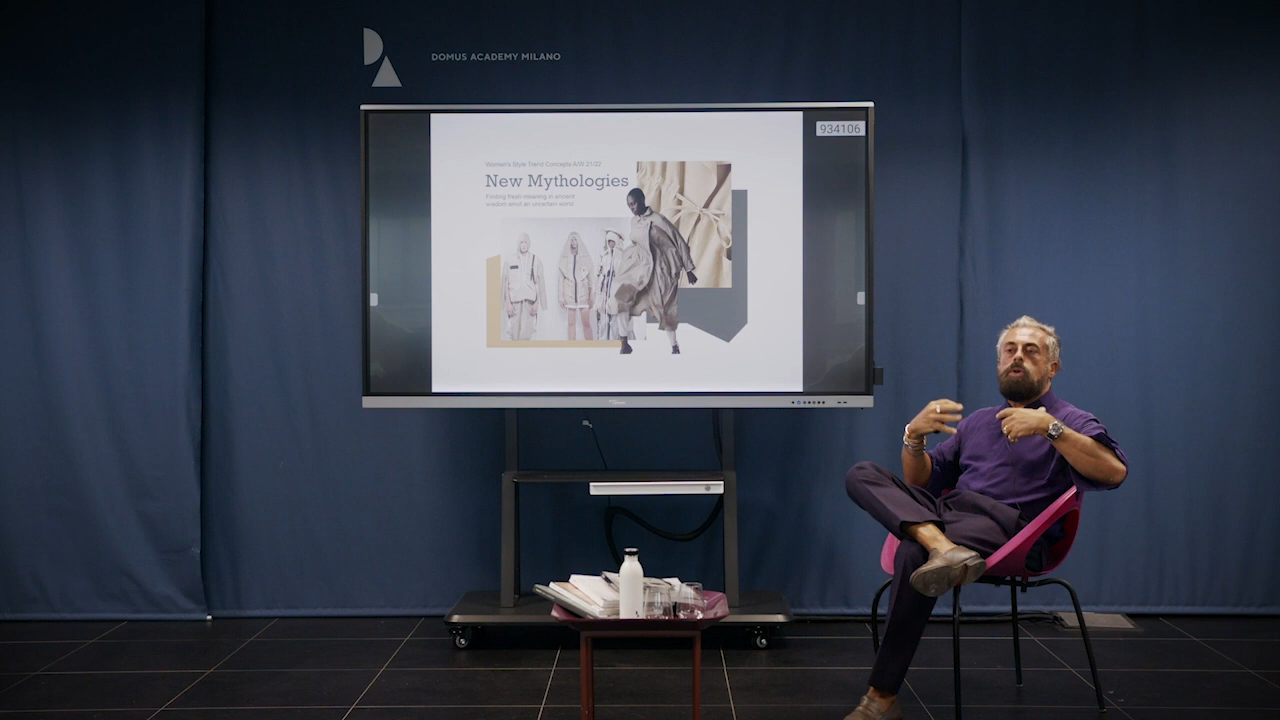 DOMUS ACADEMY MILANO
934106
Women's Style Trend Concepts A/W 21-22
New Mythologies
Finding fresh meaning in ancient
wisdom amid an uncertain world